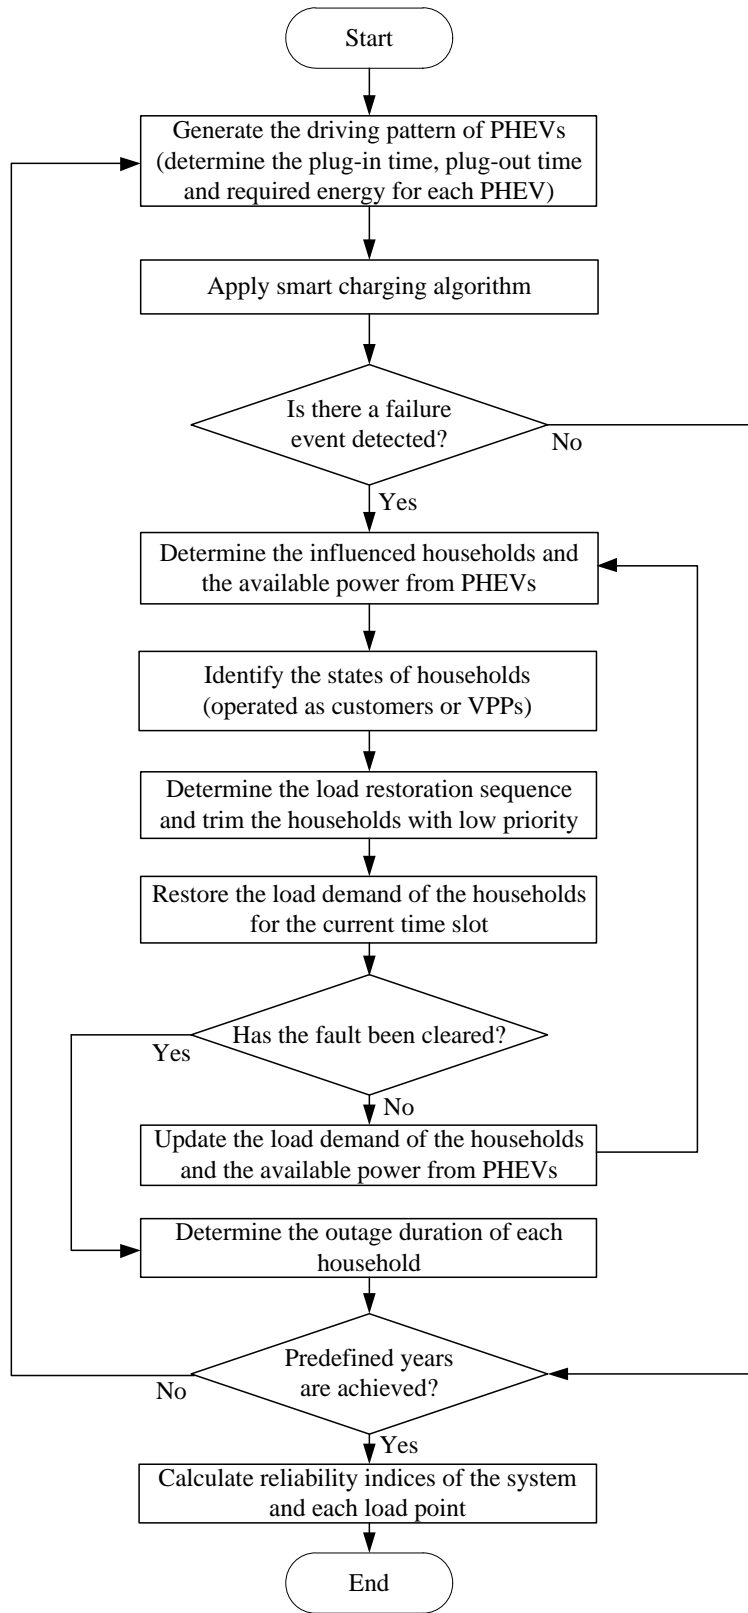 Start
Generate the driving pattern of PHEVs
(determine the plug-in time, plug-out time
and required energy for each PHEV)
Apply smart charging algorithm
Is there a failure
event detected?
No
Yes
Determine the influenced households and
the available power from PHEVs
Identify the states of households
(operated as customers or VPPs)
Determine the load restoration sequence
and trim the households with low priority
Restore the load demand of the households
for the current time slot
Has the fault been cleared?
Yes
No
Update the load demand of the households
and the available power from PHEVs
Determine the outage duration of each
household
Predefined years
are achieved?
No
Yes
Calculate reliability indices of the system
and each load point
End